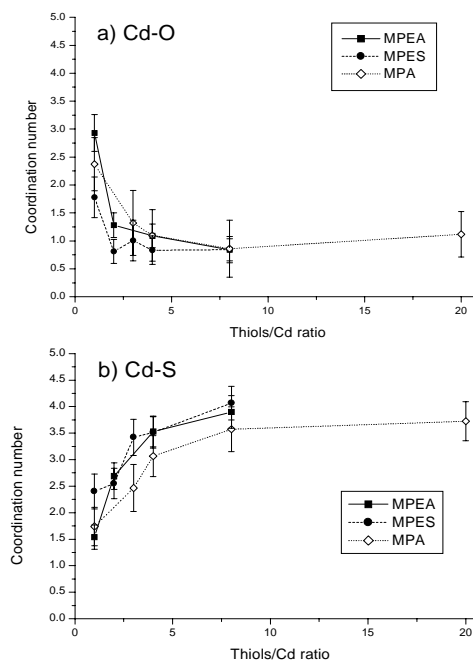 a) Cd-O
MPEA
MPES
MPA
5.0
4.5
4.0
3.5
3.0
2.5
2.0
1.5
1.0
0.5
0.0
Coordination number
0 5 10 15 20
Thiols/Cd ratio
b) Cd-S
5.0
4.5
4.0
3.5
3.0
2.5
2.0
1.5
1.0
0.5
0.0
Coordination number
MPEA
MPES
MPA
0 5 10 15 20
Thiols/Cd ratio